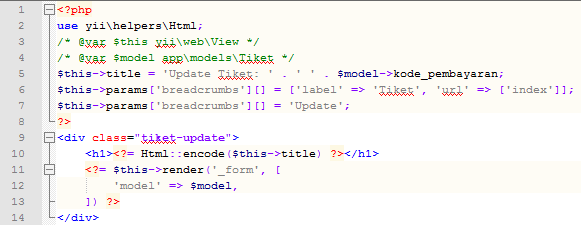 1 <?php
2 use yii\helpers\Html;
3 /* @var $this yii\web\View */
4 /* @var $model app\models\Tiket */
5 $this->title = 'Update Tiket: ' . ' ' . $model->kode_pembayaran;
6 $this->params['breadcrumbs'][] = ['label' => 'Tiket', 'url' => ['index']];
7 $this->params['breadcrumbs'][] = 'Update';
8 ?>
9 <div class="tiket-update">
10 <h1><?= Html::encode($this->title) ?></h1>
11 <?= $this->render('_form', [
12 'model' => $model,
13 ]) ?>
14 </div>